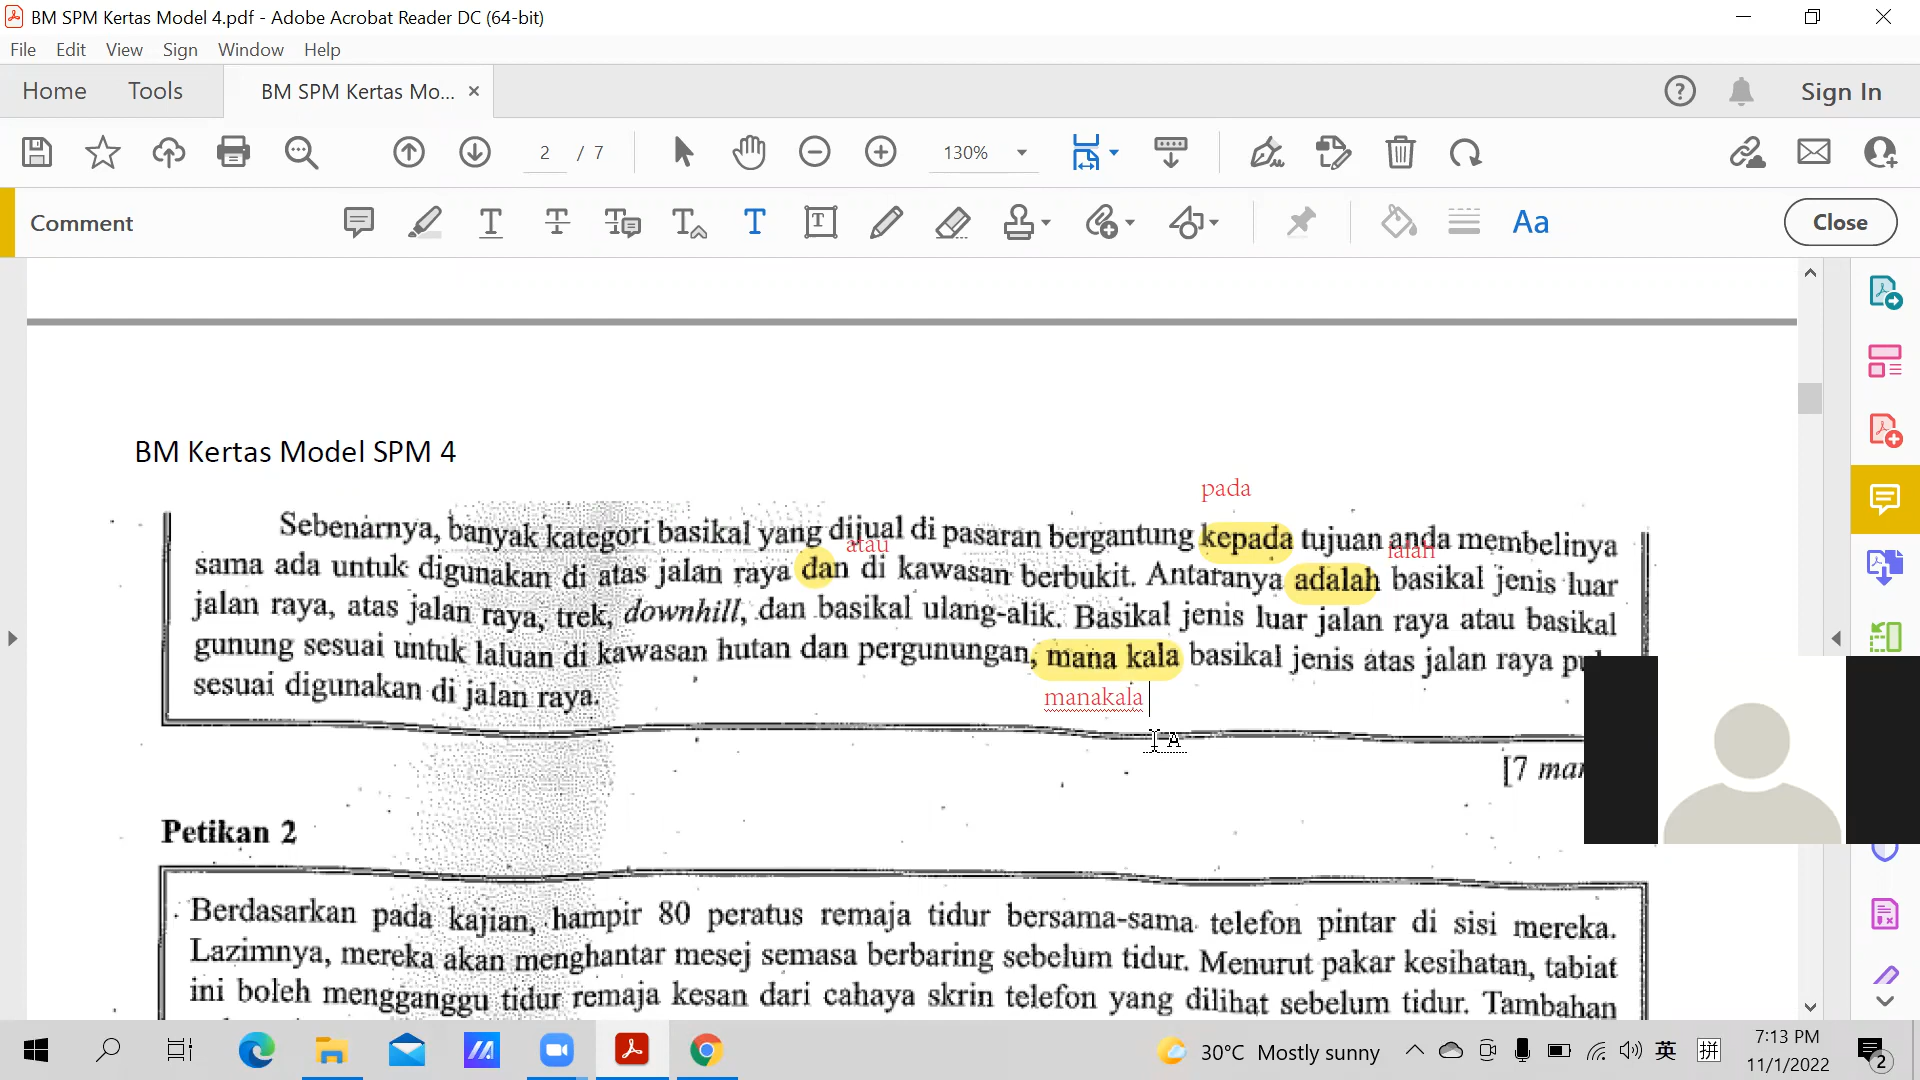 BM SPM Kertas Model 4.pdf - Adobe Acrobat Reader DC (64-bit)
File Edit View Sign Window Help
Home Tools BM SPM Kertas Mo... × Sign In
2 / 7 130%
Comment Close
BM Kertas Model SPM 4
pada
Sebenarnya, banyak kategori basikal yang dijual di pasaran bergantung kepada tujuan anda membelinya
atau ialah
sama ada untuk digunakan di atas jalan raya dan di kawasan berbukit. Antaranya adalah basikal jenis luar
jalan raya, atas jalan raya, trek, downhill, dan basikal ulang-alik. Basikal jenis luar jalan raya atau basikal
gunung sesuai untuk laluan di kawasan hutan dan pergunungan, mana kala basikal jenis atas jalan raya
sesuai digunakan di jalan raya.
manakala
[7
Petikan 2
Berdasarkan pada kajian, hampir 80 peratus remaja tidur bersama-sama telefon pintar di sisi mereka.
Lazimnya, mereka akan menghantar mesej semasa berbaring sebelum tidur. Menurut pakar kesihatan, tabiat
ini boleh mengganggu tidur remaja kesan dari cahaya skrin telefon yang dilihat sebelum tidur. Tambahan
30°C Mostly sunny 英 拼 7:13 PM
11/1/2022 2